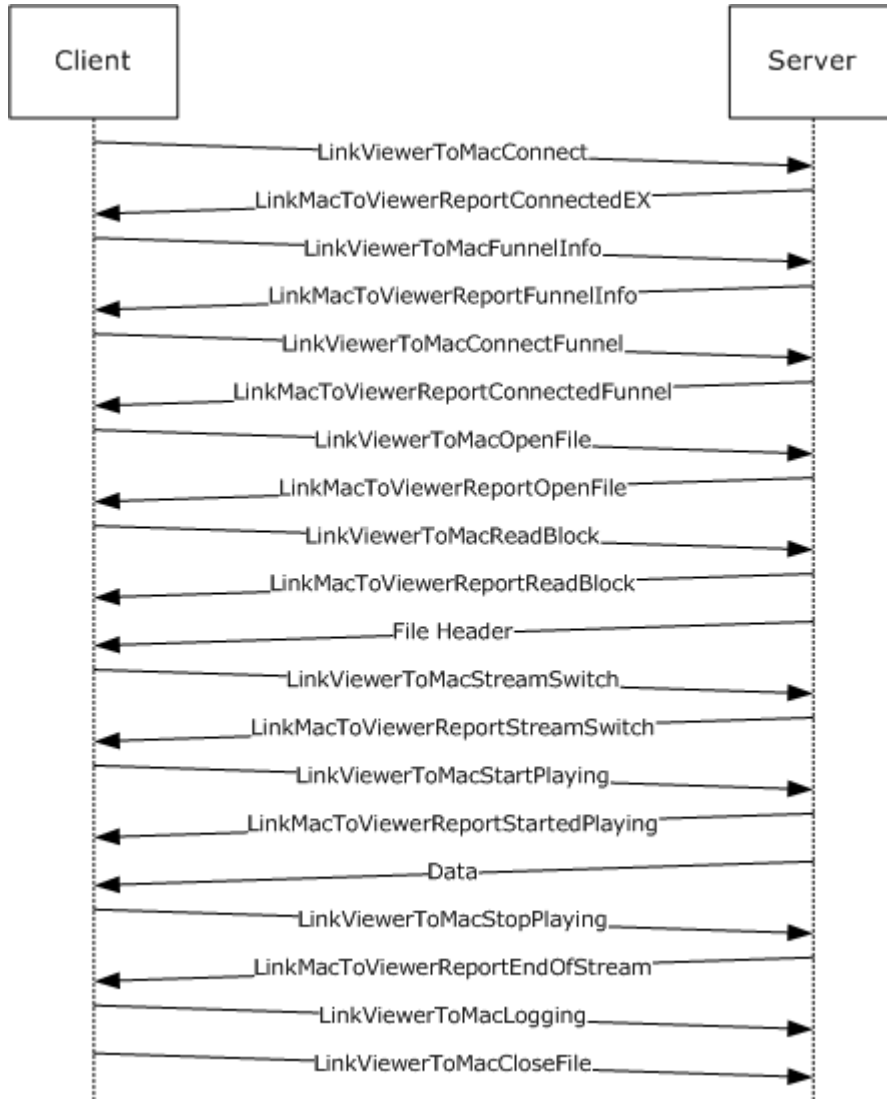 Client
Server
LinkViewerToMacConnect
LinkMacToViewerReportConnectedEX
LinkViewerToMacFunnelInfo
LinkMacToViewerReportFunnelInfo
LinkViewerToMacConnectFunnel
LinkMacToViewerReportConnectedFunnel
LinkViewerToMacOpenFile
LinkMacToViewerReportOpenFile
LinkViewerToMacReadBlock
LinkMacToViewerReportReadBlock
File Header
LinkViewerToMacStreamSwitch
LinkMacToViewerReportStreamSwitch
LinkViewerToMacStartPlaying
LinkMacToViewerReportStartedPlaying
Data
LinkViewerToMacStopPlaying
LinkMacToViewerReportEndOfStream
LinkViewerToMacLogging
LinkViewerToMacCloseFile